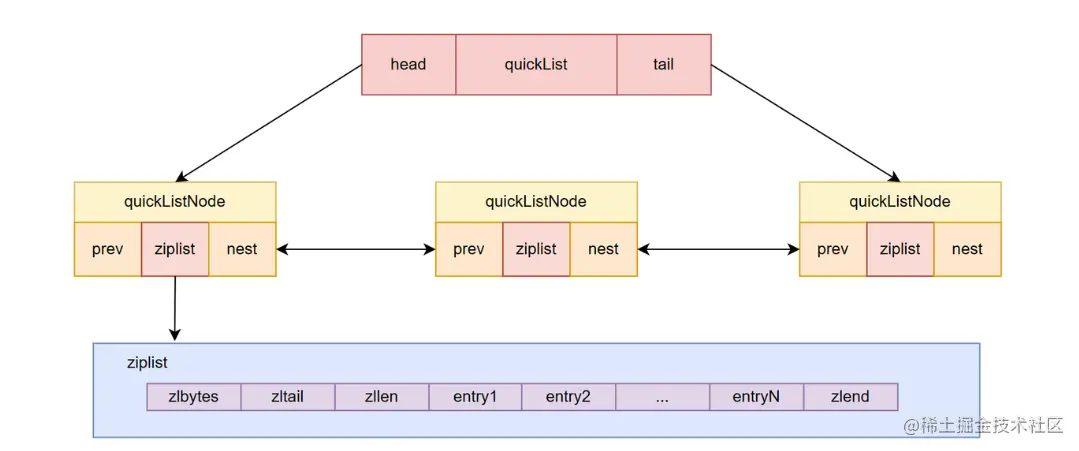 head quickList tail
quickListNode quickListNode quickListNode
prev ziplist nest prev ziplist nest prev ziplist nest
ziplist
zlbytes zltail zllen entry1 entry2 ... entryN zlend
@稀土掘金技术社区